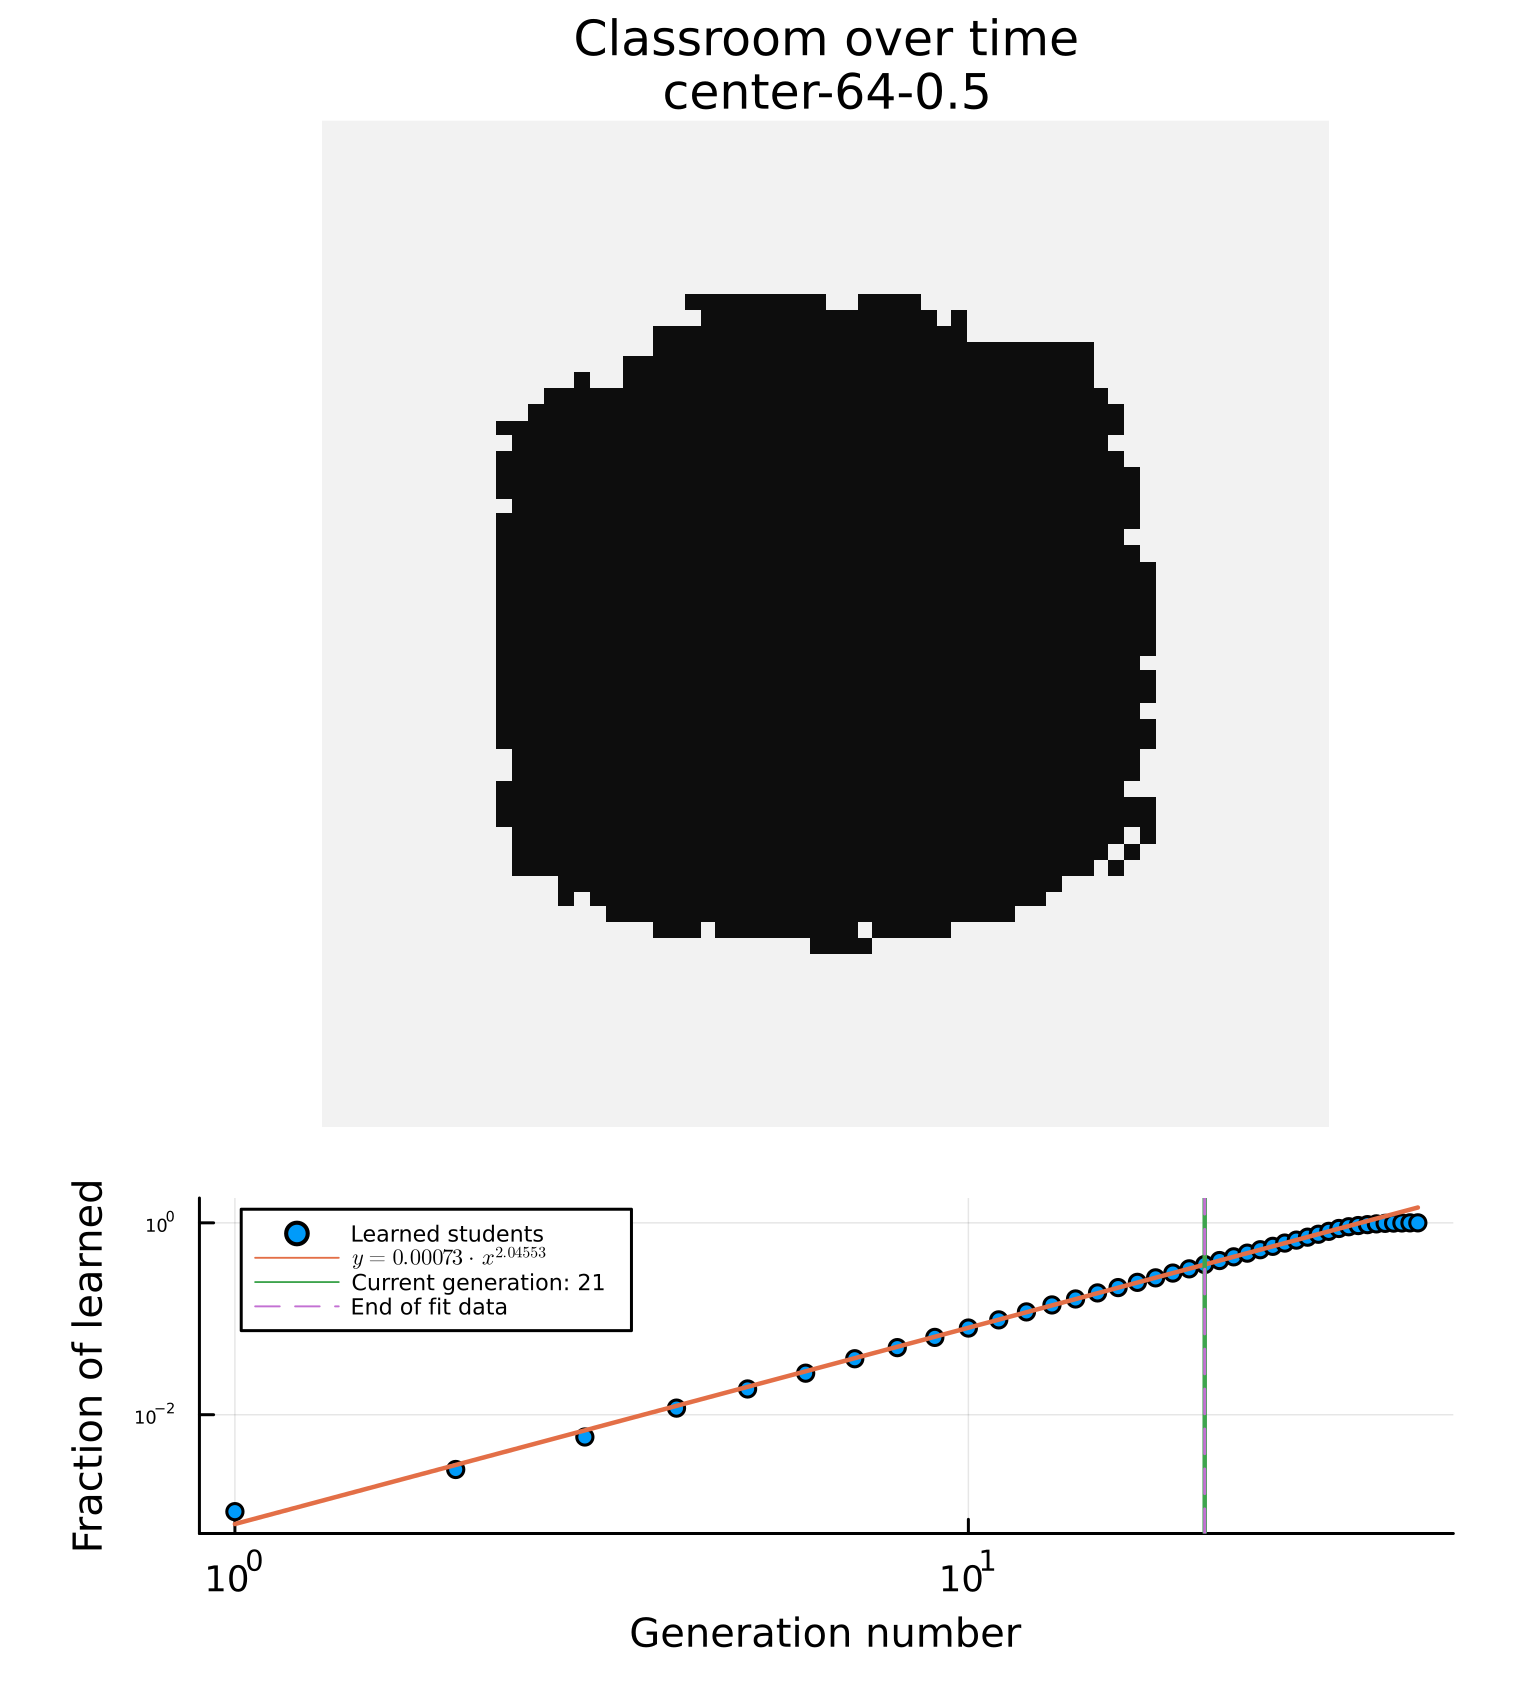 Classroom over time
center-64-0.5
Fraction of learned
10⁰
10⁻²
Learned students
y = 0.00073 · x^2.04553
Current generation: 21
End of fit data
10⁰
10¹
Generation number